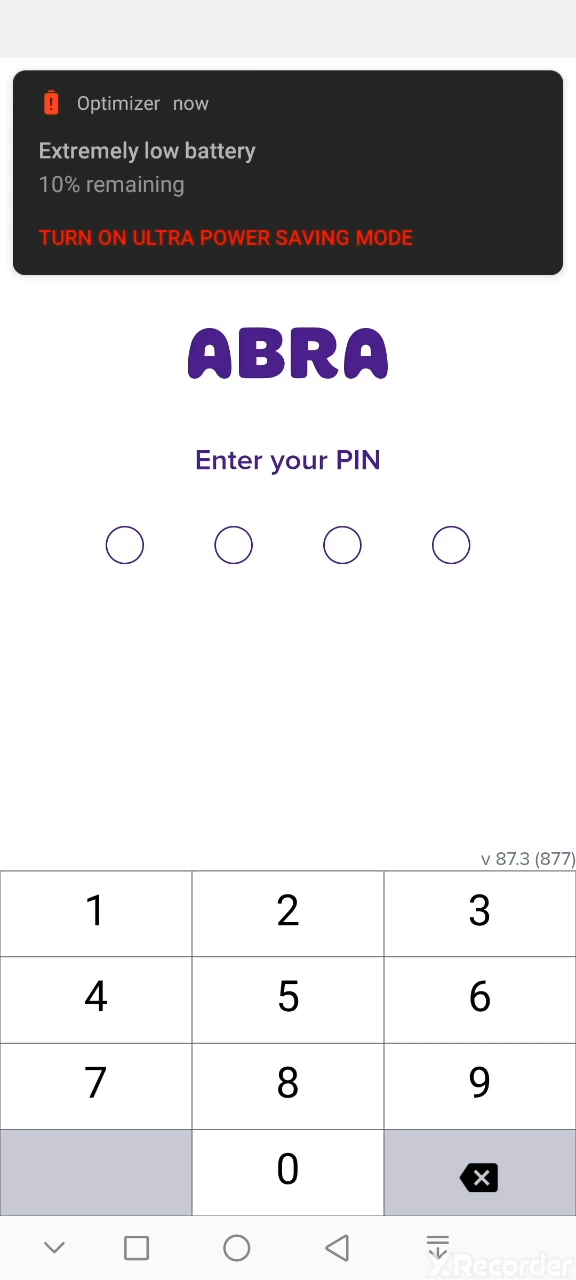 Optimizer now
Extremely low battery
10% remaining
TURN ON ULTRA POWER SAVING MODE
ABRA
Enter your PIN
v 87.3 (877)
1 2 3
4 5 6
7 8 9
0
XRecorder